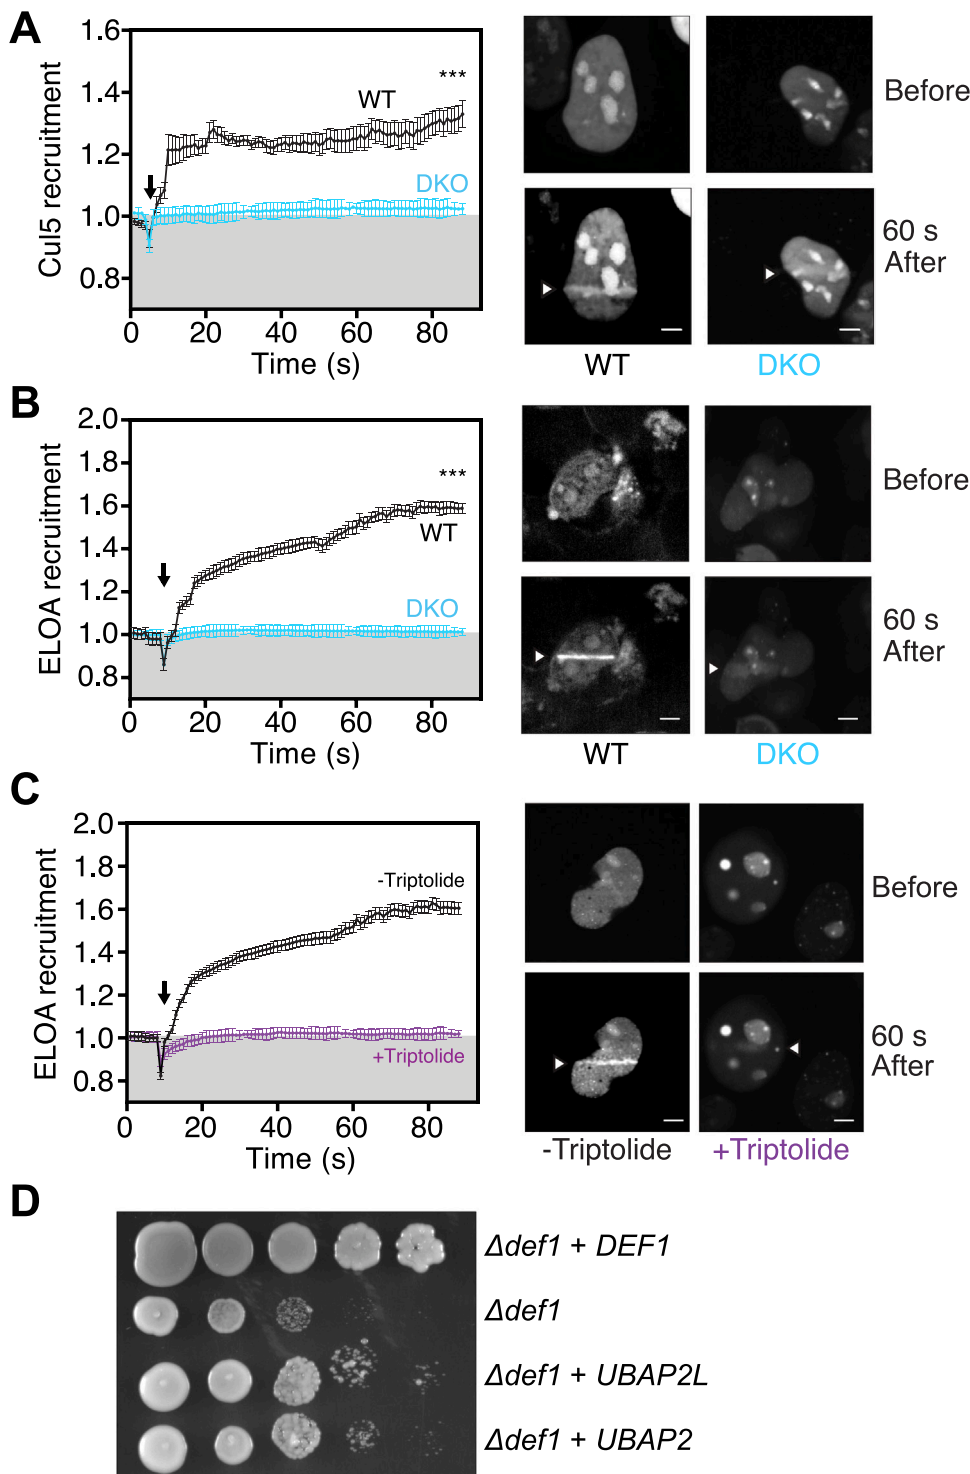 A
Cul5 recruitment
1.6
1.4
1.2
1.0
0.8
***
WT
DKO
0 20 40 60 80
Time (s)
Before
60 s
After
WT
DKO
B
ELOA recruitment
2.0
1.8
1.6
1.4
1.2
1.0
0.8
***
WT
DKO
0 20 40 60 80
Time (s)
Before
60 s
After
WT
DKO
C
ELOA recruitment
2.0
1.8
1.6
1.4
1.2
1.0
0.8
-Triptolide
+Triptolide
0 20 40 60 80
Time (s)
Before
60 s
After
-Triptolide
+Triptolide
D
Δdef1 + DEF1
Δdef1
Δdef1 + UBAP2L
Δdef1 + UBAP2